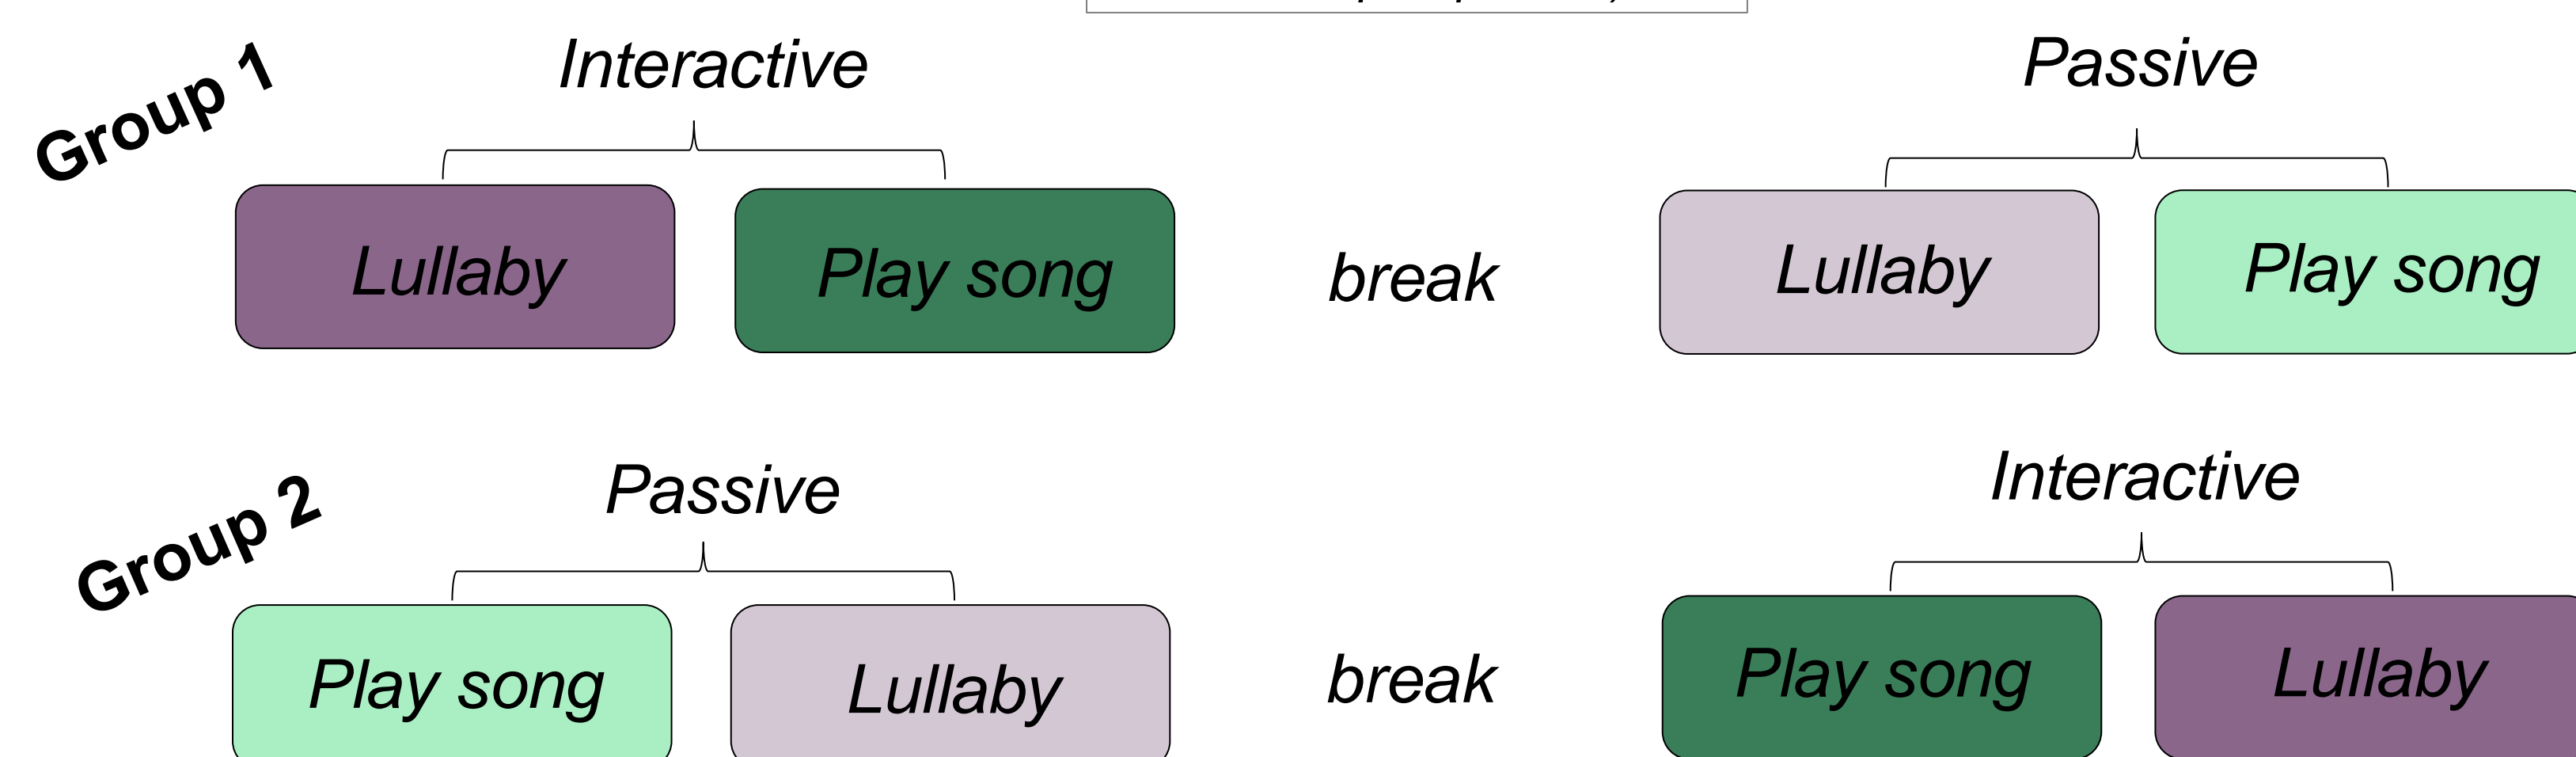 Group 1
Interactive
Passive
Lullaby
Play song
break
Lullaby
Play song
Group 2
Passive
Interactive
Play song
Lullaby
break
Play song
Lullaby